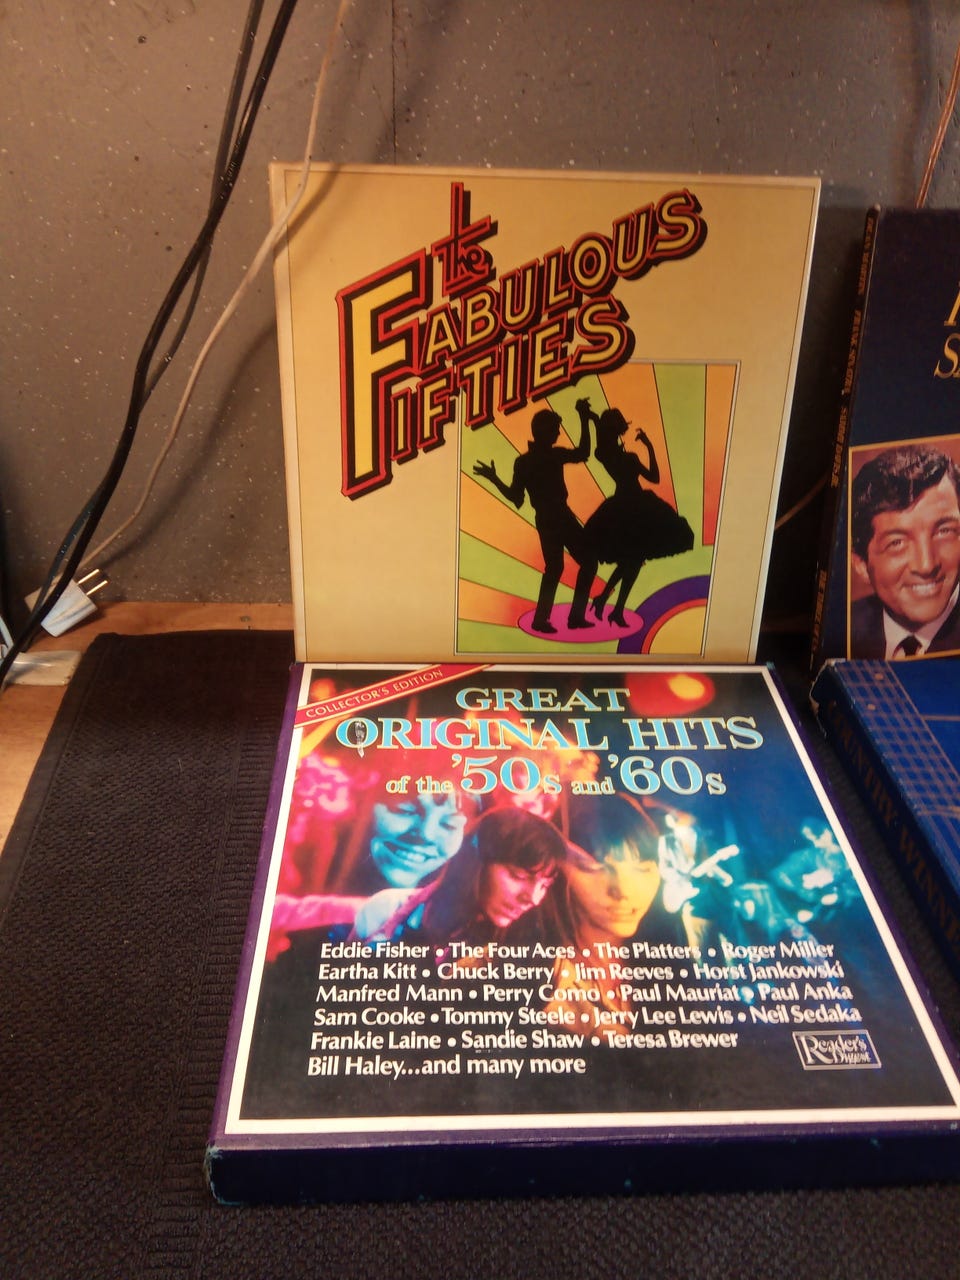 the
FABULOUS
FIFTIES
COLLECTOR'S EDITION
GREAT
ORIGINAL HITS
of the '50s and '60s
Eddie Fisher • The Four Aces • The Platters • Roger Miller
Eartha Kitt • Chuck Berry • Jim Reeves • Horst Jankowski
Manfred Mann • Perry Como • Paul Mauriat • Paul Anka
Sam Cooke • Tommy Steele • Jerry Lee Lewis • Neil Sedaka
Frankie Laine • Sandie Shaw • Teresa Brewer
Bill Haley...and many more
Reader's
Digest